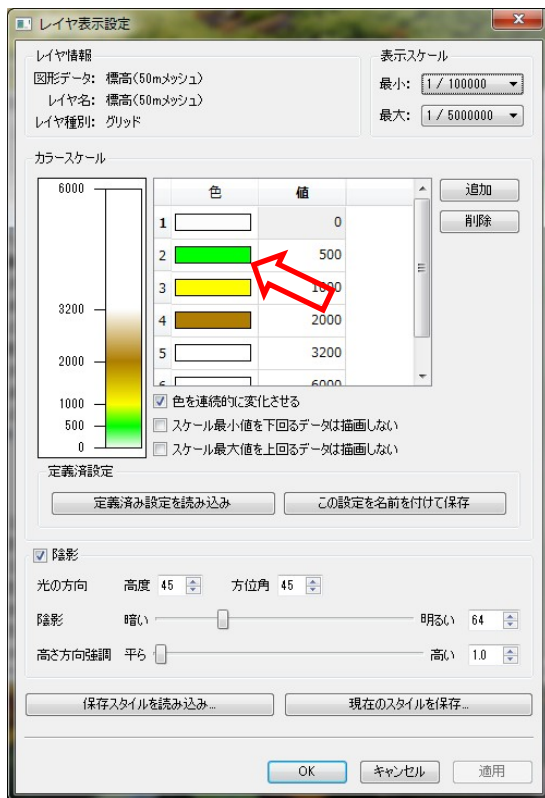 レイヤ表示設定
レイヤ情報
図形データ: 標高(50mメッシュ)
レイヤ名: 標高(50mメッシュ)
レイヤ種別: グリッド
表示スケール
最小: 1 / 100000
最大: 1 / 5000000
カラースケール
6000
3200
2000
1000
500
0
色 値
1 0
2 500
3 1000
4 2000
5 3200
6 6000
追加
削除
色を連続的に変化させる
スケール最小値を下回るデータは描画しない
スケール最大値を上回るデータは描画しない
定義済設定
定義済み設定を読み込み
この設定を名前を付けて保存
陰影
光の方向 高度 45 方位角 45
陰影 暗い 明るい 64
高さ方向強調 平ら 高い 1.0
保存スタイルを読み込み...
現在のスタイルを保存...
OK キャンセル 適用